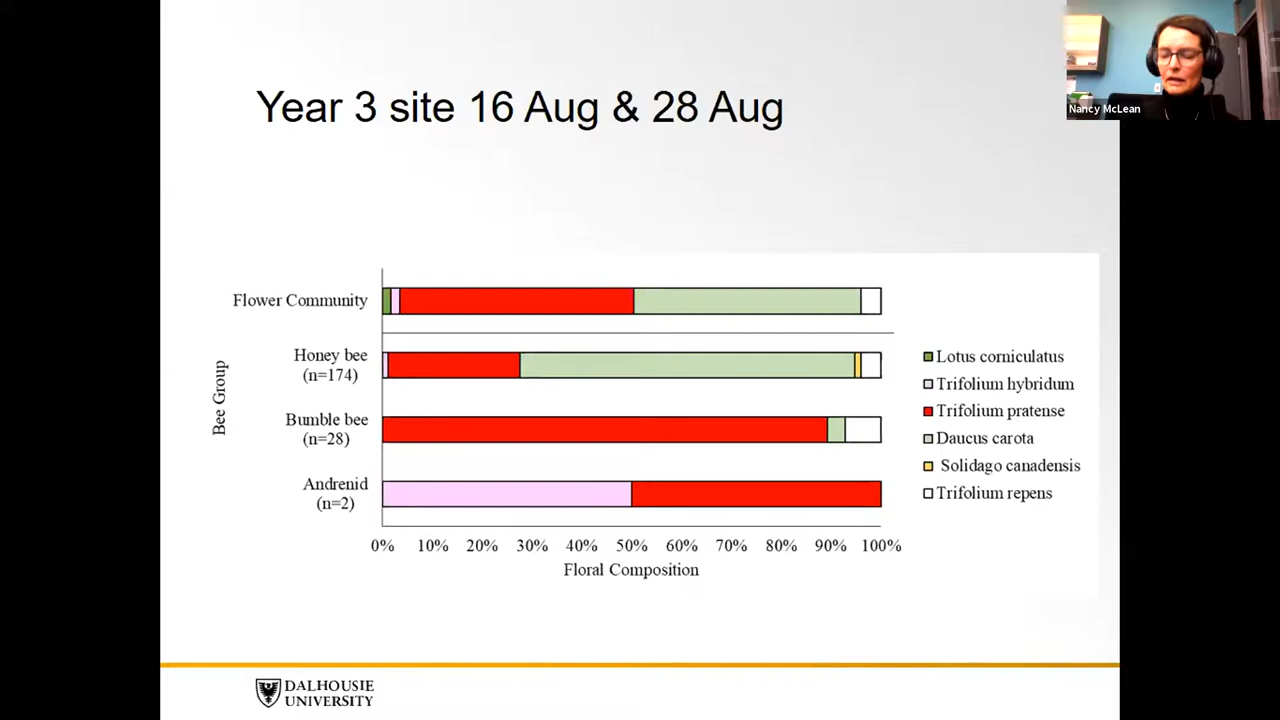 Year 3 site 16 Aug & 28 Aug
Nancy McLean
Flower Community
Honey bee
(n=174)
Bumble bee
(n=28)
Andrenid
(n=2)
Bee Group
0% 10% 20% 30% 40% 50% 60% 70% 80% 90% 100%
Floral Composition
Lotus corniculatus
Trifolium hybridum
Trifolium pratense
Daucus carota
Solidago canadensis
Trifolium repens
DALHOUSIE
UNIVERSITY